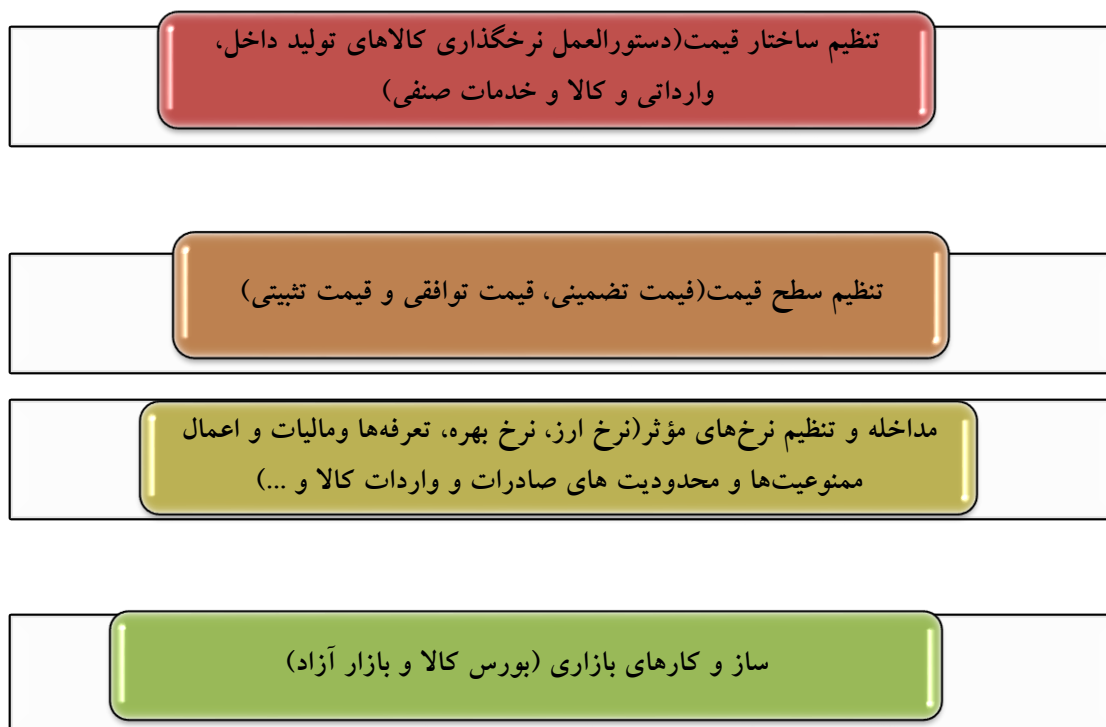 تنظیم ساختار قیمت(دستورالعمل نرخگذاری کالاهای تولید داخل،
وارداتی و کالا و خدمات صنفی)
تنظیم سطح قیمت(فیمت تضمینی، قیمت توافقی و قیمت تثبیتی)
مداخله و تنظیم نرخ‌های مؤثر(نرخ ارز، نرخ بهره، تعرفه‌ها ومالیات و اعمال
ممنوعیت‌ها و محدودیت های صادرات و واردات کالا و ...)
ساز و کارهای بازاری (بورس کالا و بازار آزاد)